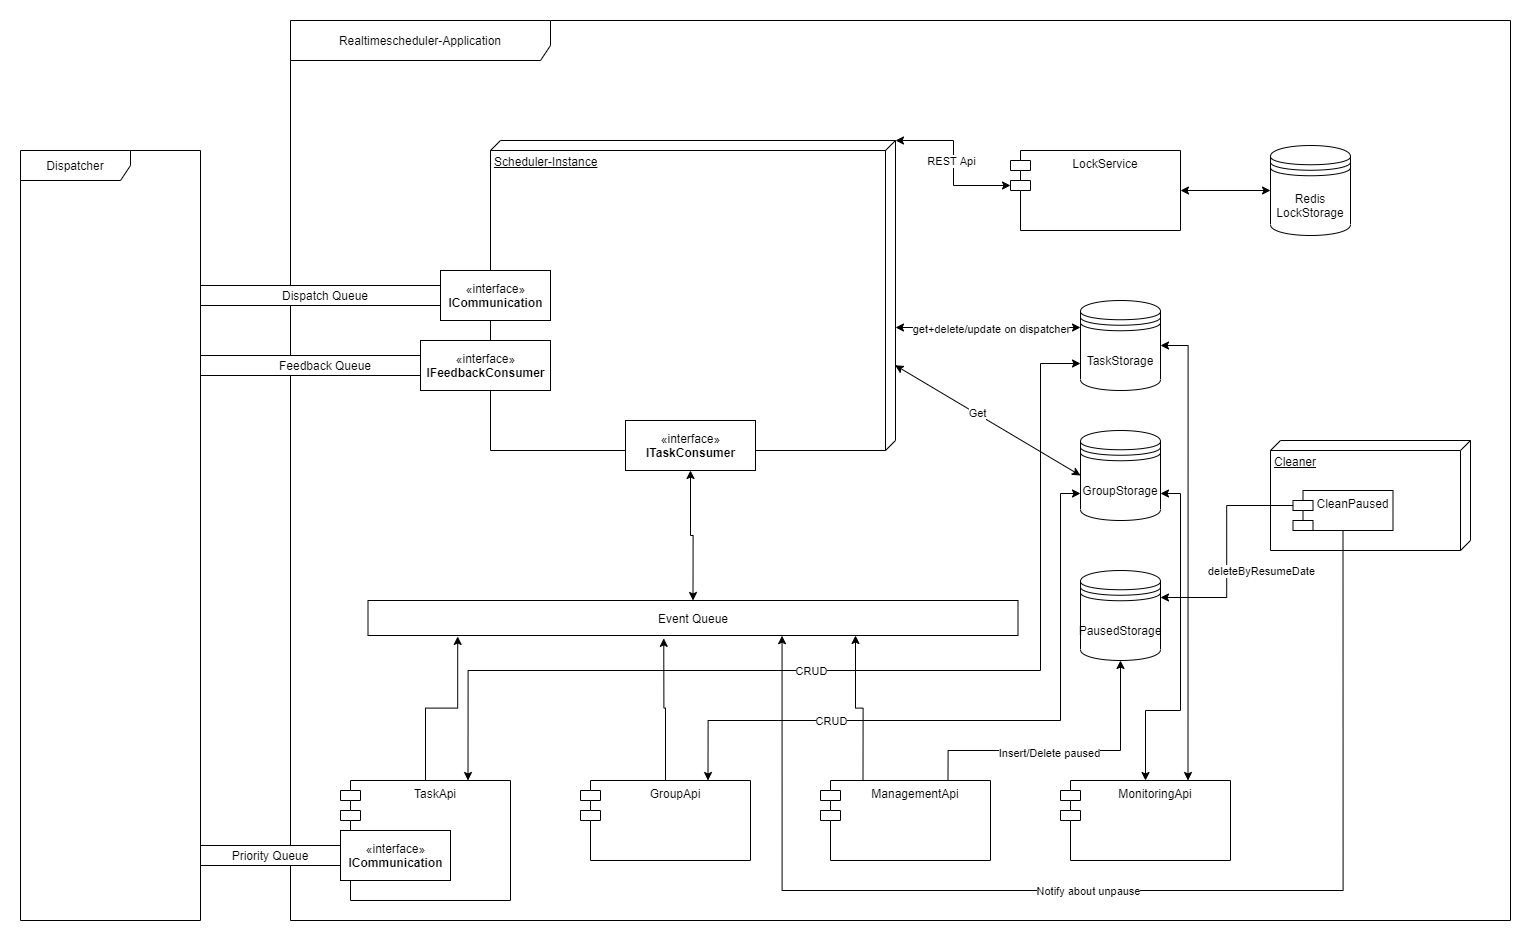 Realtimescheduler-Application
Dispatcher
Scheduler-Instance
REST Api
LockService
Redis
LockStorage
«interface»
ICommunication
Dispatch Queue
«interface»
IFeedbackConsumer
Feedback Queue
get+delete/update on dispatcher
TaskStorage
Get
«interface»
ITaskConsumer
GroupStorage
Cleaner
CleanPaused
deleteByResumeDate
Event Queue
PausedStorage
CRUD
CRUD
Insert/Delete paused
TaskApi
GroupApi
ManagementApi
MonitoringApi
Priority Queue
«interface»
ICommunication
Notify about unpause